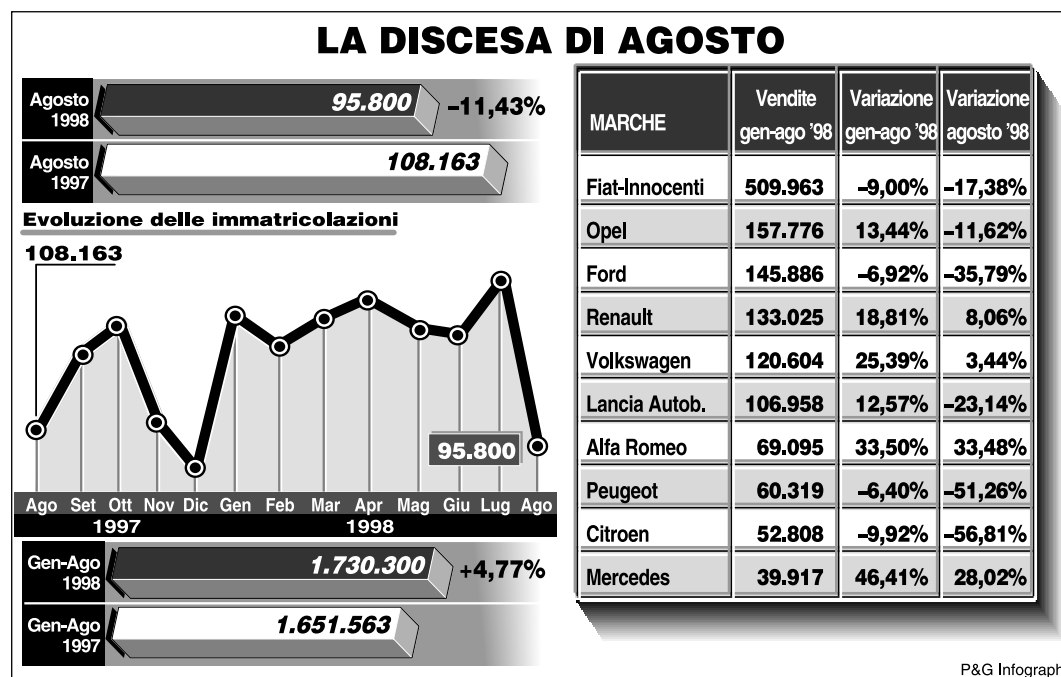 LA DISCESA DI AGOSTO
Agosto 1998 95.800 –11,43%
Agosto 1997 108.163
Evoluzione delle immatricolazioni
108.163
95.800
Ago Set Ott Nov Dic Gen Feb Mar Apr Mag Giu Lug Ago
1997 1998
Gen-Ago 1998 1.730.300 +4,77%
Gen-Ago 1997 1.651.563
MARCHE Vendite gen-ago '98 Variazione gen-ago '98 Variazione agosto '98
Fiat-Innocenti 509.963 –9,00% –17,38%
Opel 157.776 13,44% –11,62%
Ford 145.886 –6,92% –35,79%
Renault 133.025 18,81% 8,06%
Volkswagen 120.604 25,39% 3,44%
Lancia Autob. 106.958 12,57% –23,14%
Alfa Romeo 69.095 33,50% 33,48%
Peugeot 60.319 –6,40% –51,26%
Citroen 52.808 –9,92% –56,81%
Mercedes 39.917 46,41% 28,02%
P&G Infograph